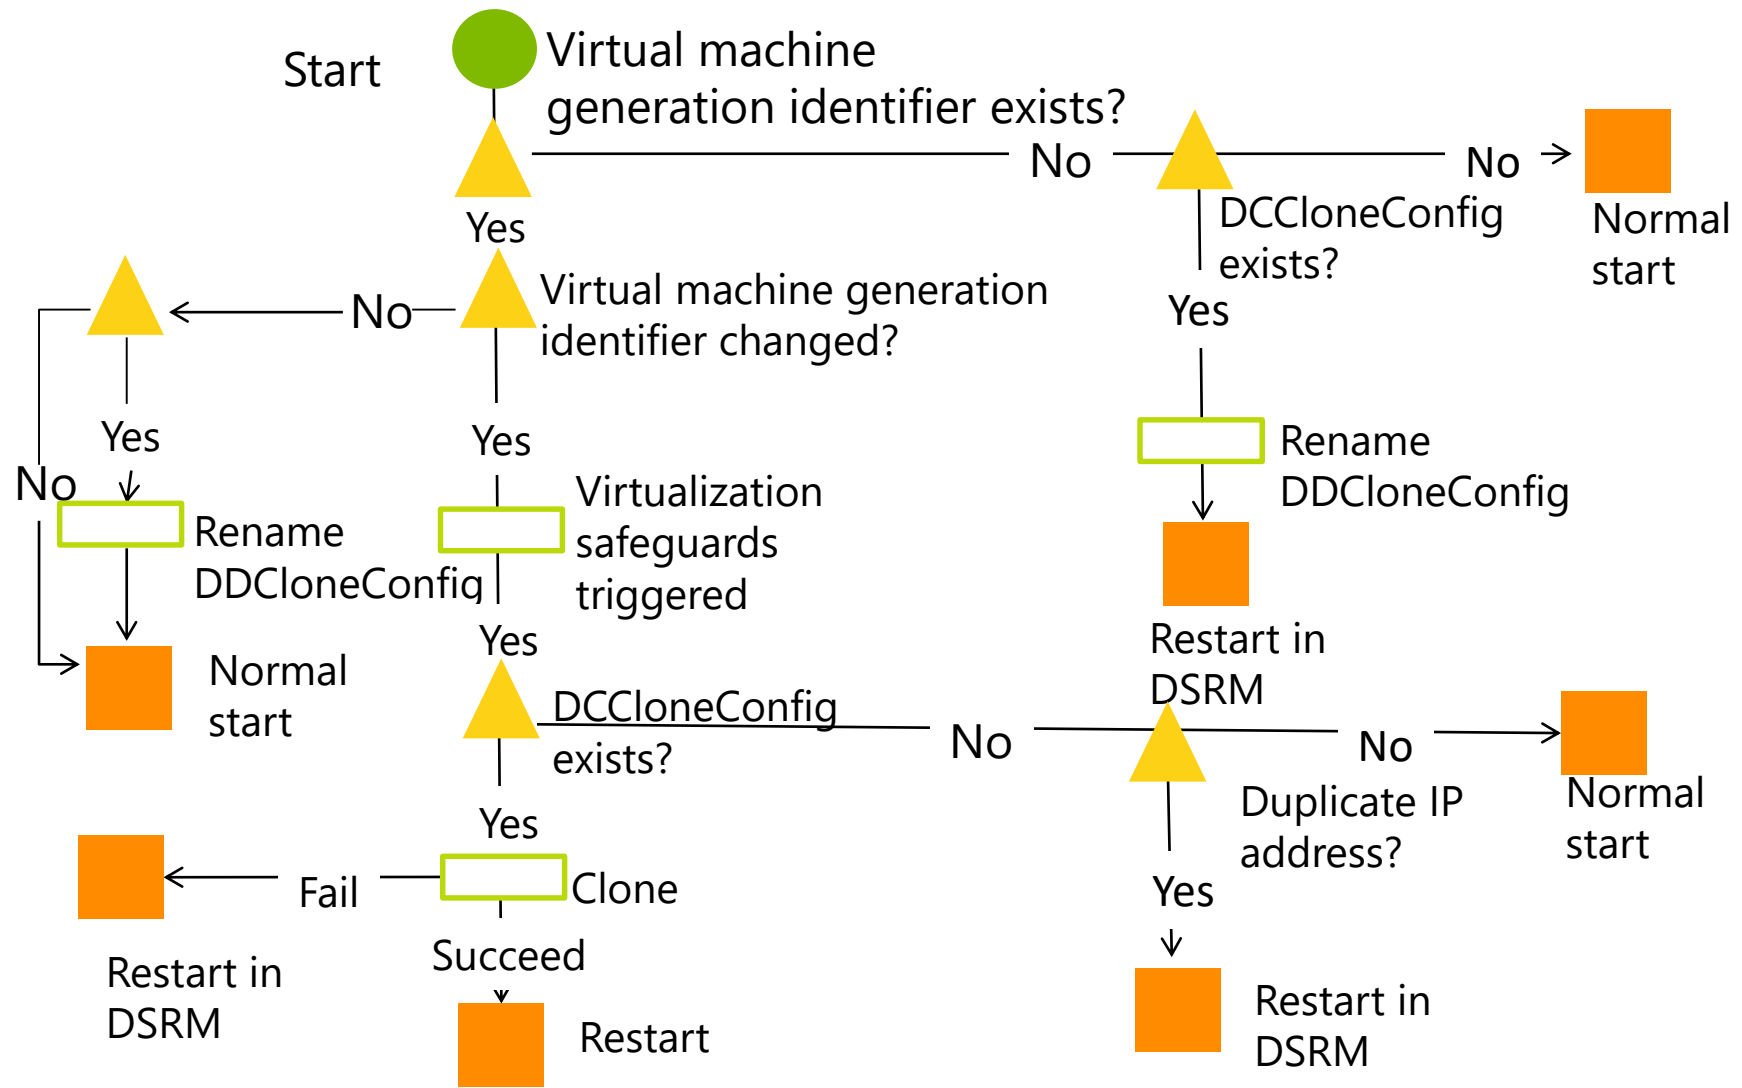 Start
Virtual machine
generation identifier exists?
No
No
Normal
start
DCCloneConfig
exists?
Yes
Yes
Virtual machine generation
identifier changed?
No
Yes
Yes
No
Rename
DDCloneConfig
Virtualization
safeguards
triggered
Rename
DDCloneConfig
Restart in
DSRM
Normal
start
Yes
DCCloneConfig
exists?
No
No
Normal
start
Duplicate IP
address?
Yes
Yes
Clone
Fail
Succeed
Restart in
DSRM
Restart
Restart in
DSRM